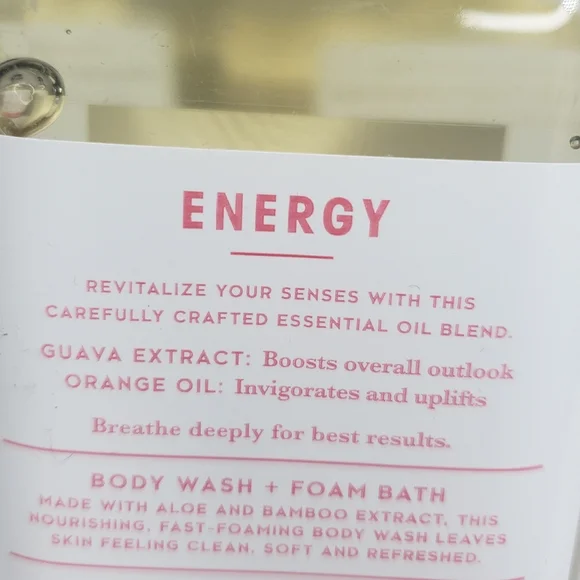 ENERGY
REVITALIZE YOUR SENSES WITH THIS
CAREFULLY CRAFTED ESSENTIAL OIL BLEND.
GUAVA EXTRACT: Boosts overall outlook
ORANGE OIL: Invigorates and uplifts
Breathe deeply for best results.
BODY WASH + FOAM BATH
MADE WITH ALOE AND BAMBOO EXTRACT, THIS
NOURISHING, FAST-FOAMING BODY WASH LEAVES
SKIN FEELING CLEAN, SOFT AND REFRESHED.